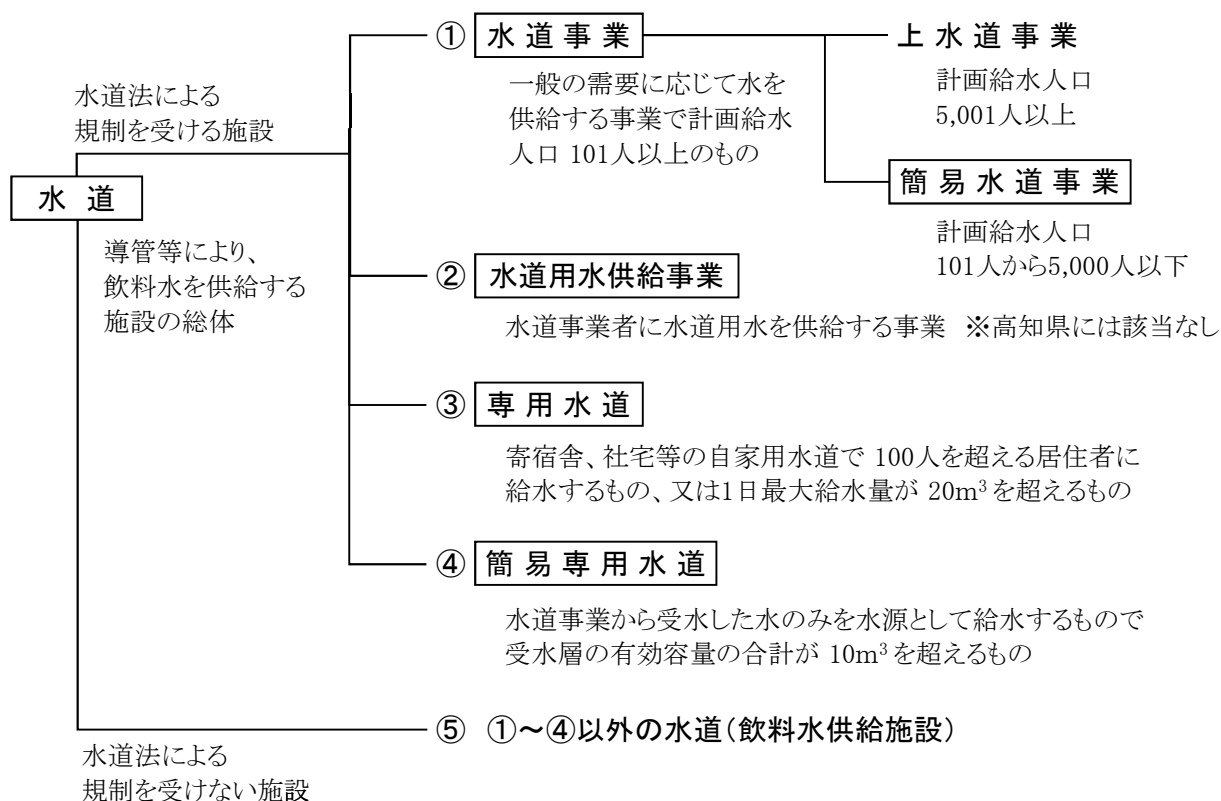 水道法による
規制を受ける施設
水道
導管等により、
飲料水を供給する
施設の総体
① 水道事業
一般の需要に応じて水を
供給する事業で計画給水
人口 101人以上のもの
上水道事業
計画給水人口
5,001人以上
簡易水道事業
計画給水人口
101人から5,000人以下
② 水道用水供給事業
水道事業者に水道用水を供給する事業 ※高知県には該当なし
③ 専用水道
寄宿舎、社宅等の自家用水道で 100人を超える居住者に
給水するもの、又は1日最大給水量が 20m³を超えるもの
④ 簡易専用水道
水道事業から受水した水のみを水源として給水するもので
受水層の有効容量の合計が 10m³を超えるもの
⑤ ①～④以外の水道(飲料水供給施設)
水道法による
規制を受けない施設